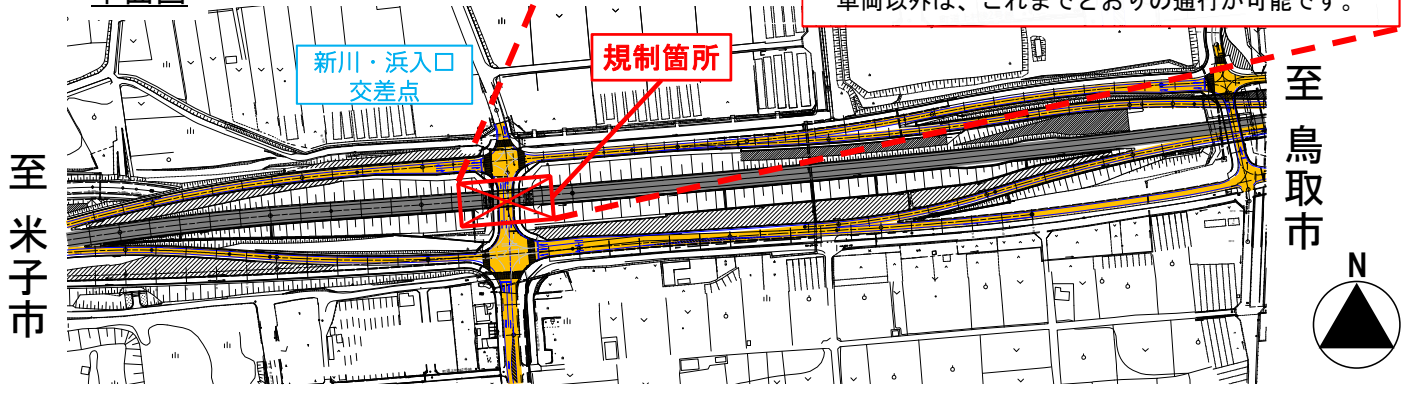 平面図
車両以外は、これまでどおりの通行が可能です。
新川・浜入口
交差点
規制箇所
至 米子市
至 鳥取市
N